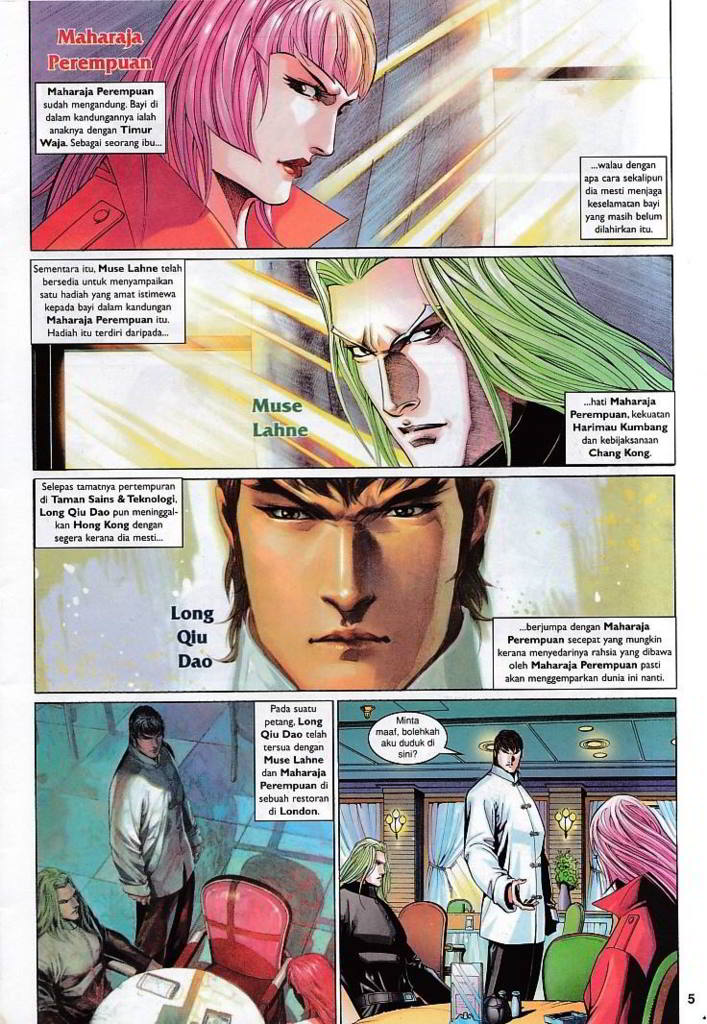 Maharaja
Perempuan
Maharaja Perempuan
sudah mengandung. Bayi di
dalam kandungannya ialah
anaknya dengan Timur
Waja. Sebagai seorang ibu...
...walau dengan
apa cara sekalipun
dia mesti menjaga
keselamatan bayi
yang masih belum
dilahirkan itu.
Sementara itu, Muse Lahne telah
bersedia untuk menyampaikan
satu hadiah yang amat istimewa
kepada bayi dalam kandungan
Maharaja Perempuan itu.
Hadiah itu terdiri daripada...
Muse
Lahne
...hati Maharaja
Perempuan, kekuatan
Harimau Kumbang
dan kebijaksanaan
Chang Kong.
Selepas tamatnya pertempuran
di Taman Sains & Teknologi,
Long Qiu Dao pun meninggal-
kan Hong Kong dengan
segera kerana dia mesti...
Long
Qiu
Dao
...berjumpa dengan Maharaja
Perempuan secepat yang mungkin
kerana menyedarinya rahsia yang dibawa
oleh Maharaja Perempuan pasti
akan menggemparkan dunia ini nanti.
Pada suatu
petang, Long
Qiu Dao telah
tersua dengan
Muse Lahne
dan Maharaja
Perempuan di
sebuah restoran
di London.
Minta
maaf, bolehkah
aku duduk di
sini?
5